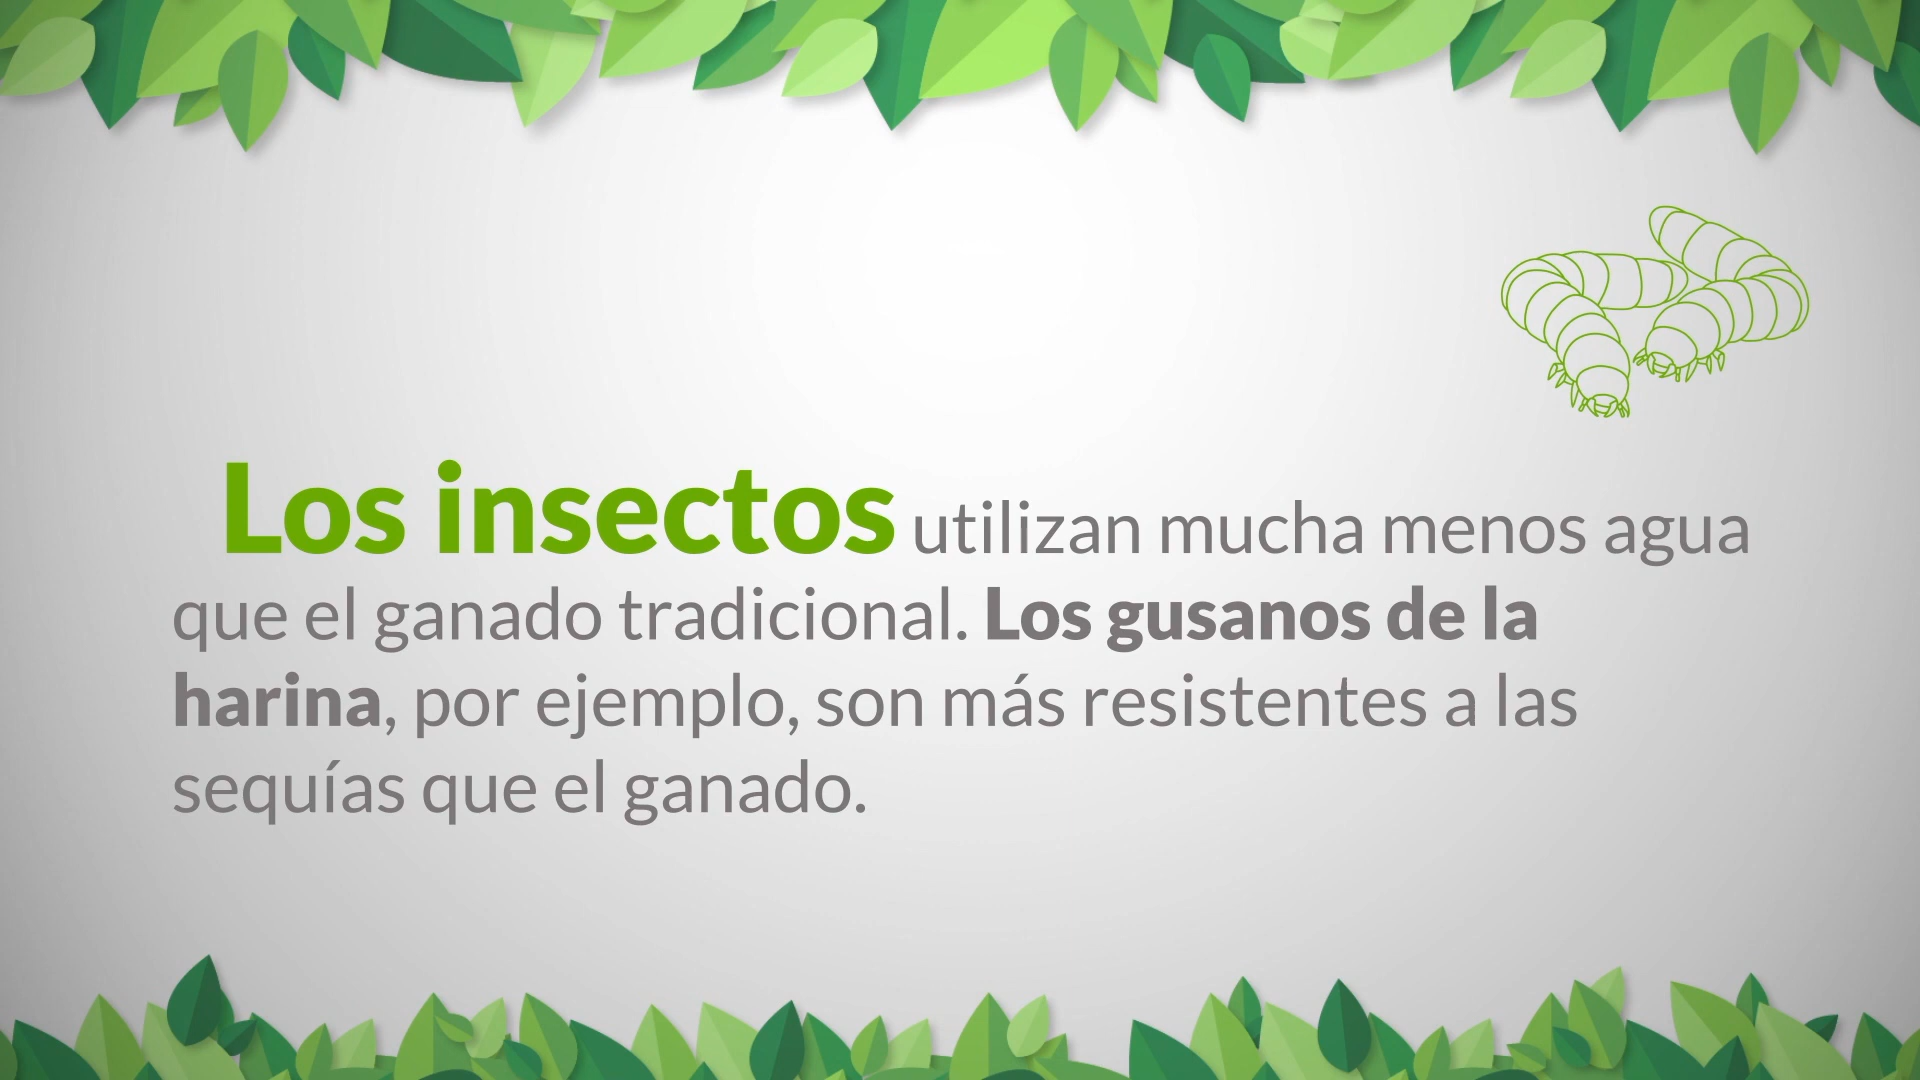 Los insectos utilizan mucha menos agua
que el ganado tradicional. Los gusanos de la
harina, por ejemplo, son más resistentes a las
sequías que el ganado.